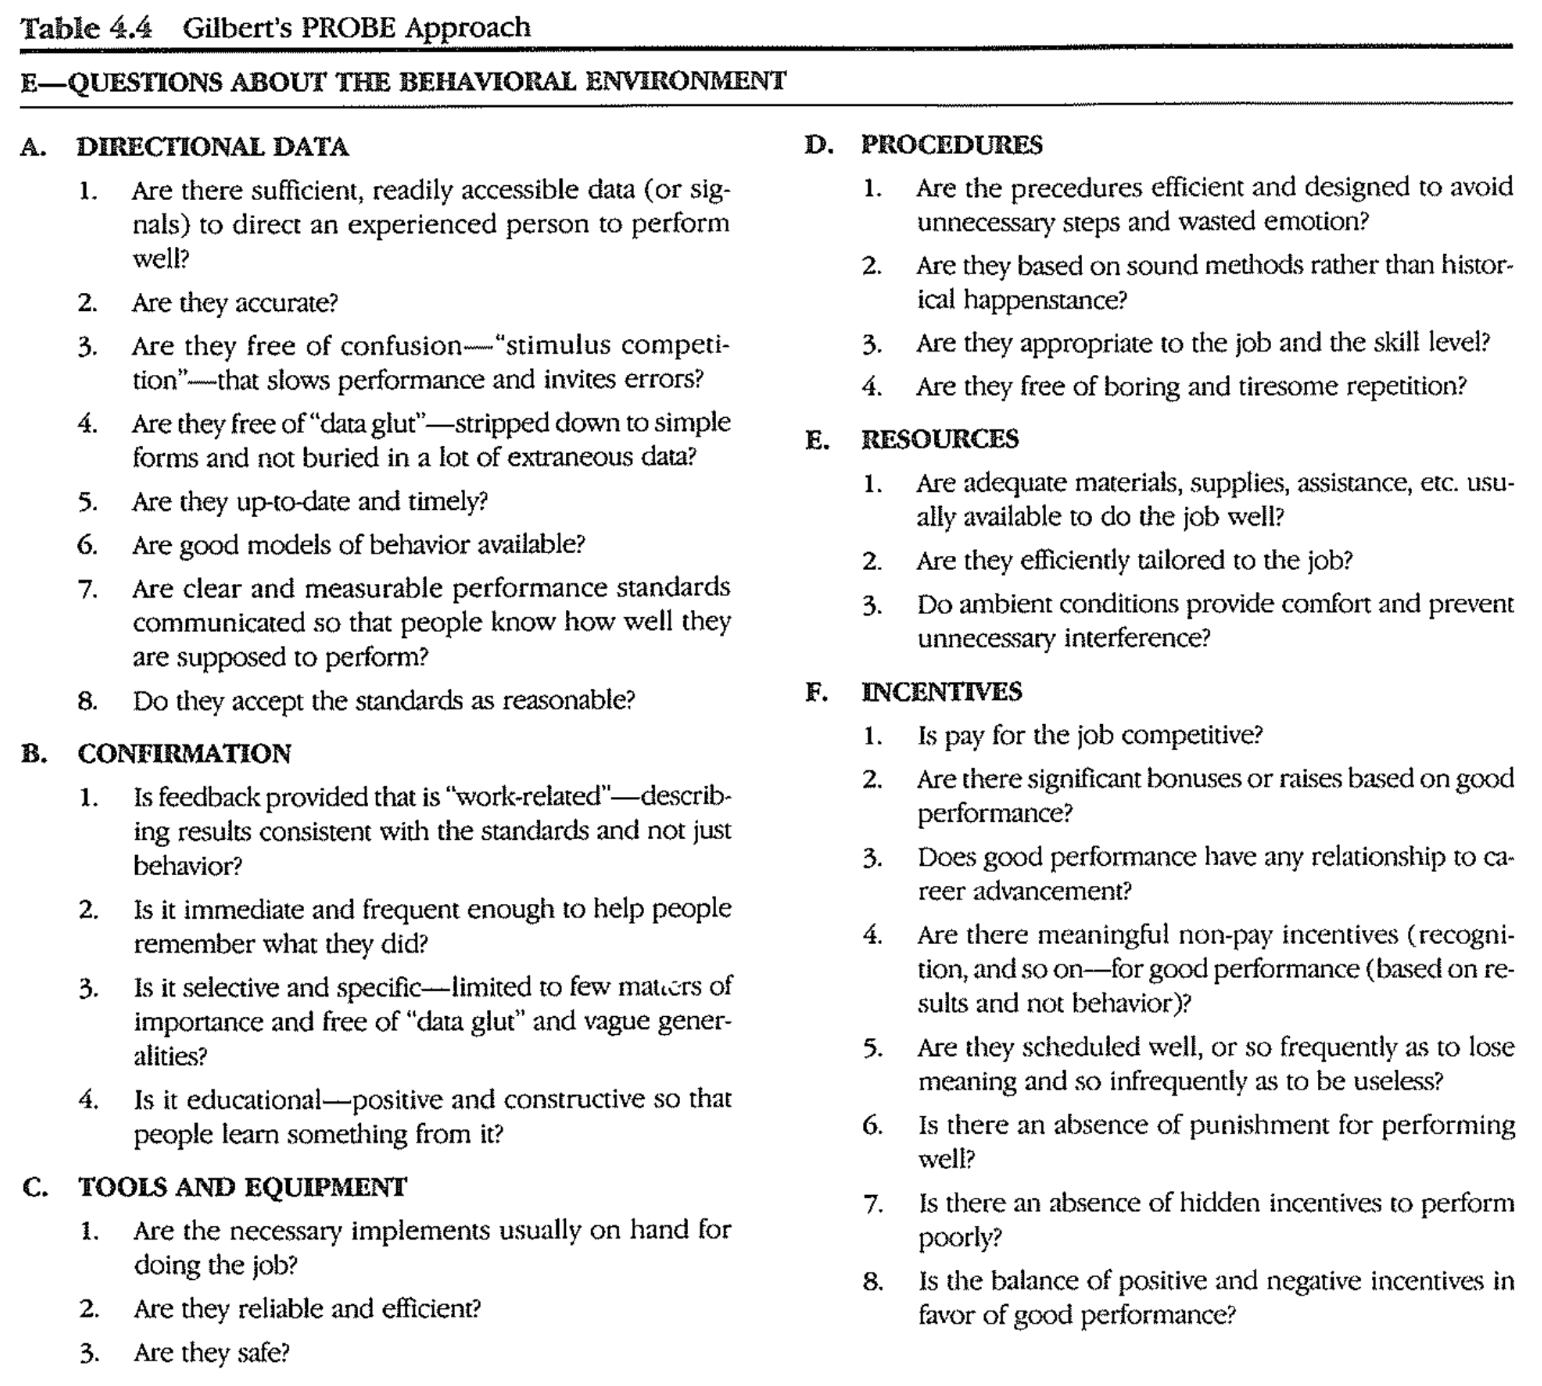 Table 4.4 Gilbert's PROBE Approach
E—QUESTIONS ABOUT THE BEHAVIORAL ENVIRONMENT
A. DIRECTIONAL DATA
1. Are there sufficient, readily accessible data (or sig-
nals) to direct an experienced person to perform
well?
2. Are they accurate?
3. Are they free of confusion—"stimulus competi-
tion"—that slows performance and invites errors?
4. Are they free of "data glut"—stripped down to simple
forms and not buried in a lot of extraneous data?
5. Are they up-to-date and timely?
6. Are good models of behavior available?
7. Are clear and measurable performance standards
communicated so that people know how well they
are supposed to perform?
8. Do they accept the standards as reasonable?
B. CONFIRMATION
1. Is feedback provided that is "work-related"—describ-
ing results consistent with the standards and not just
behavior?
2. Is it immediate and frequent enough to help people
remember what they did?
3. Is it selective and specific—limited to few matters of
importance and free of "data glut" and vague gener-
alities?
4. Is it educational—positive and constructive so that
people learn something from it?
C. TOOLS AND EQUIPMENT
1. Are the necessary implements usually on hand for
doing the job?
2. Are they reliable and efficient?
3. Are they safe?
D. PROCEDURES
1. Are the precedures efficient and designed to avoid
unnecessary steps and wasted emotion?
2. Are they based on sound methods rather than histor-
ical happenstance?
3. Are they appropriate to the job and the skill level?
4. Are they free of boring and tiresome repetition?
E. RESOURCES
1. Are adequate materials, supplies, assistance, etc. usu-
ally available to do the job well?
2. Are they efficiently tailored to the job?
3. Do ambient conditions provide comfort and prevent
unnecessary interference?
F. INCENTIVES
1. Is pay for the job competitive?
2. Are there significant bonuses or raises based on good
performance?
3. Does good performance have any relationship to ca-
reer advancement?
4. Are there meaningful non-pay incentives (recogni-
tion, and so on—for good performance (based on re-
sults and not behavior)?
5. Are they scheduled well, or so frequently as to lose
meaning and so infrequently as to be useless?
6. Is there an absence of punishment for performing
well?
7. Is there an absence of hidden incentives to perform
poorly?
8. Is the balance of positive and negative incentives in
favor of good performance?